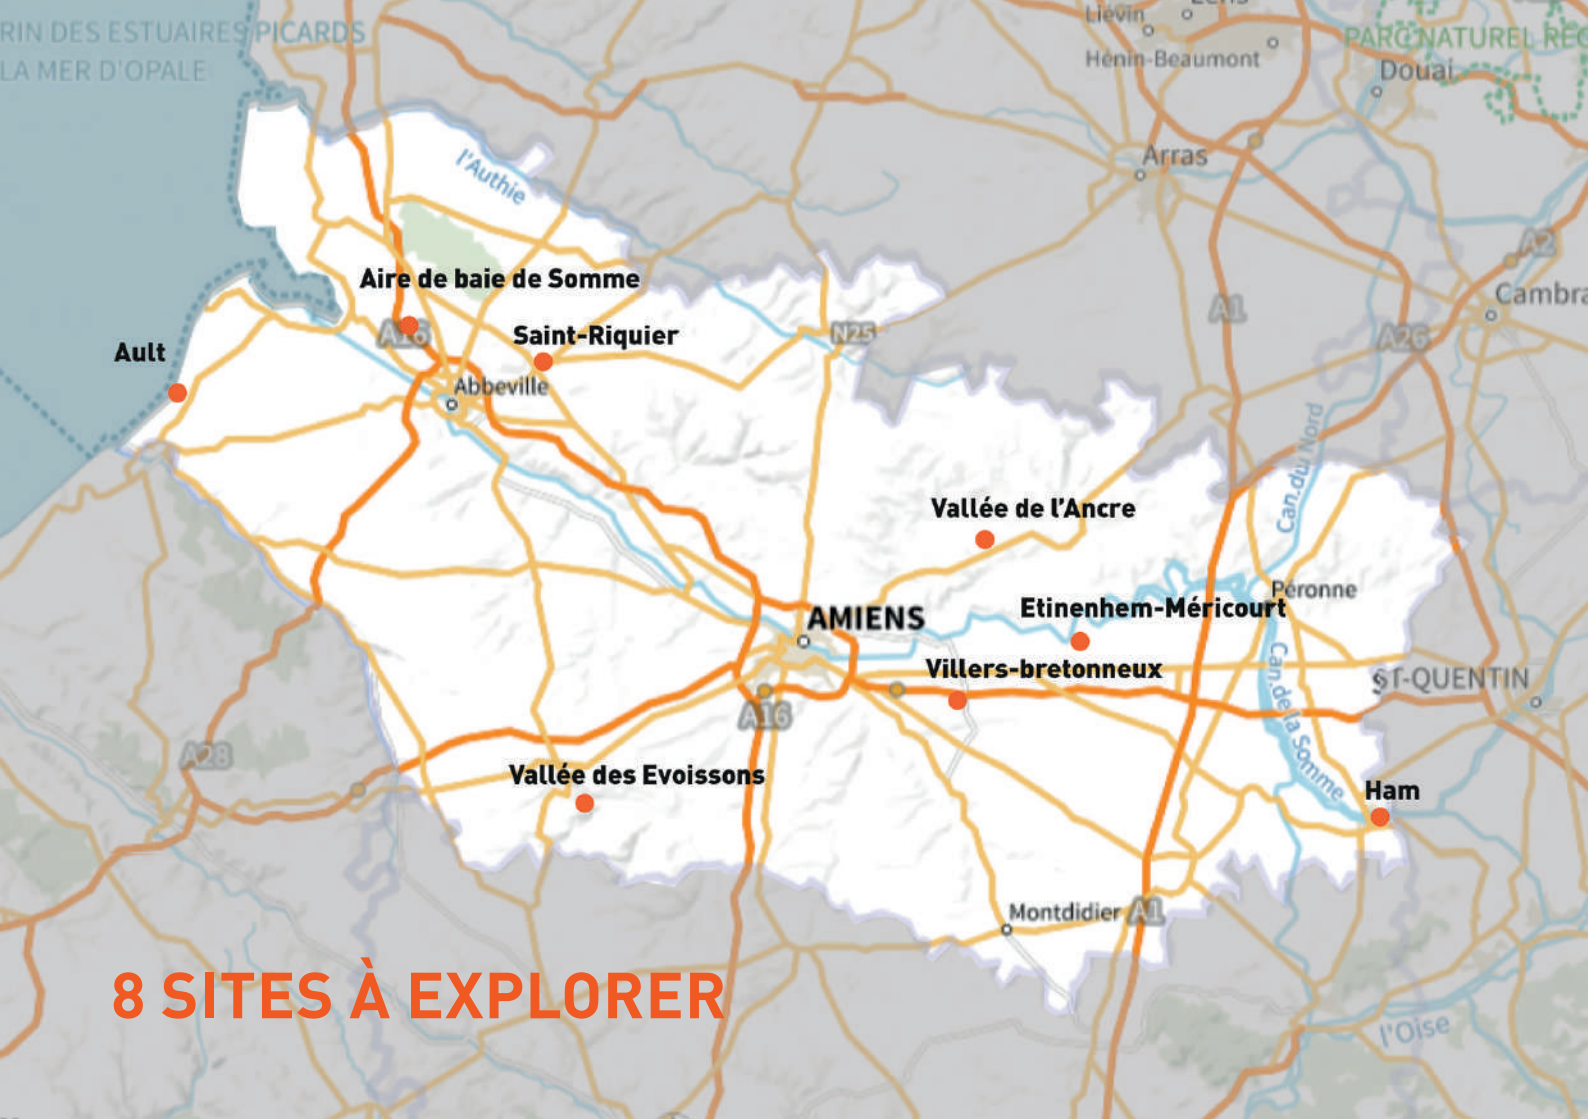 RIN DES ESTUAIRES PICARDS
LA MER D'OPALE
Liévin
Lens
Hénin-Beaumont
PARC NATUREL RÉG
Douai
Arras
l'Authie
A2
Aire de baie de Somme
Cambra
A1
A16
Saint-Riquier
N25
A26
Ault
Abbeville
Can. du Nord
Vallée de l'Ancre
Péronne
Etinenhem-Méricourt
AMIENS
Villers-bretonneux
ST-QUENTIN
Can. de la Somme
A16
A28
Vallée des Evoissons
Ham
Montdidier
A1
8 SITES À EXPLORER
l'Oise